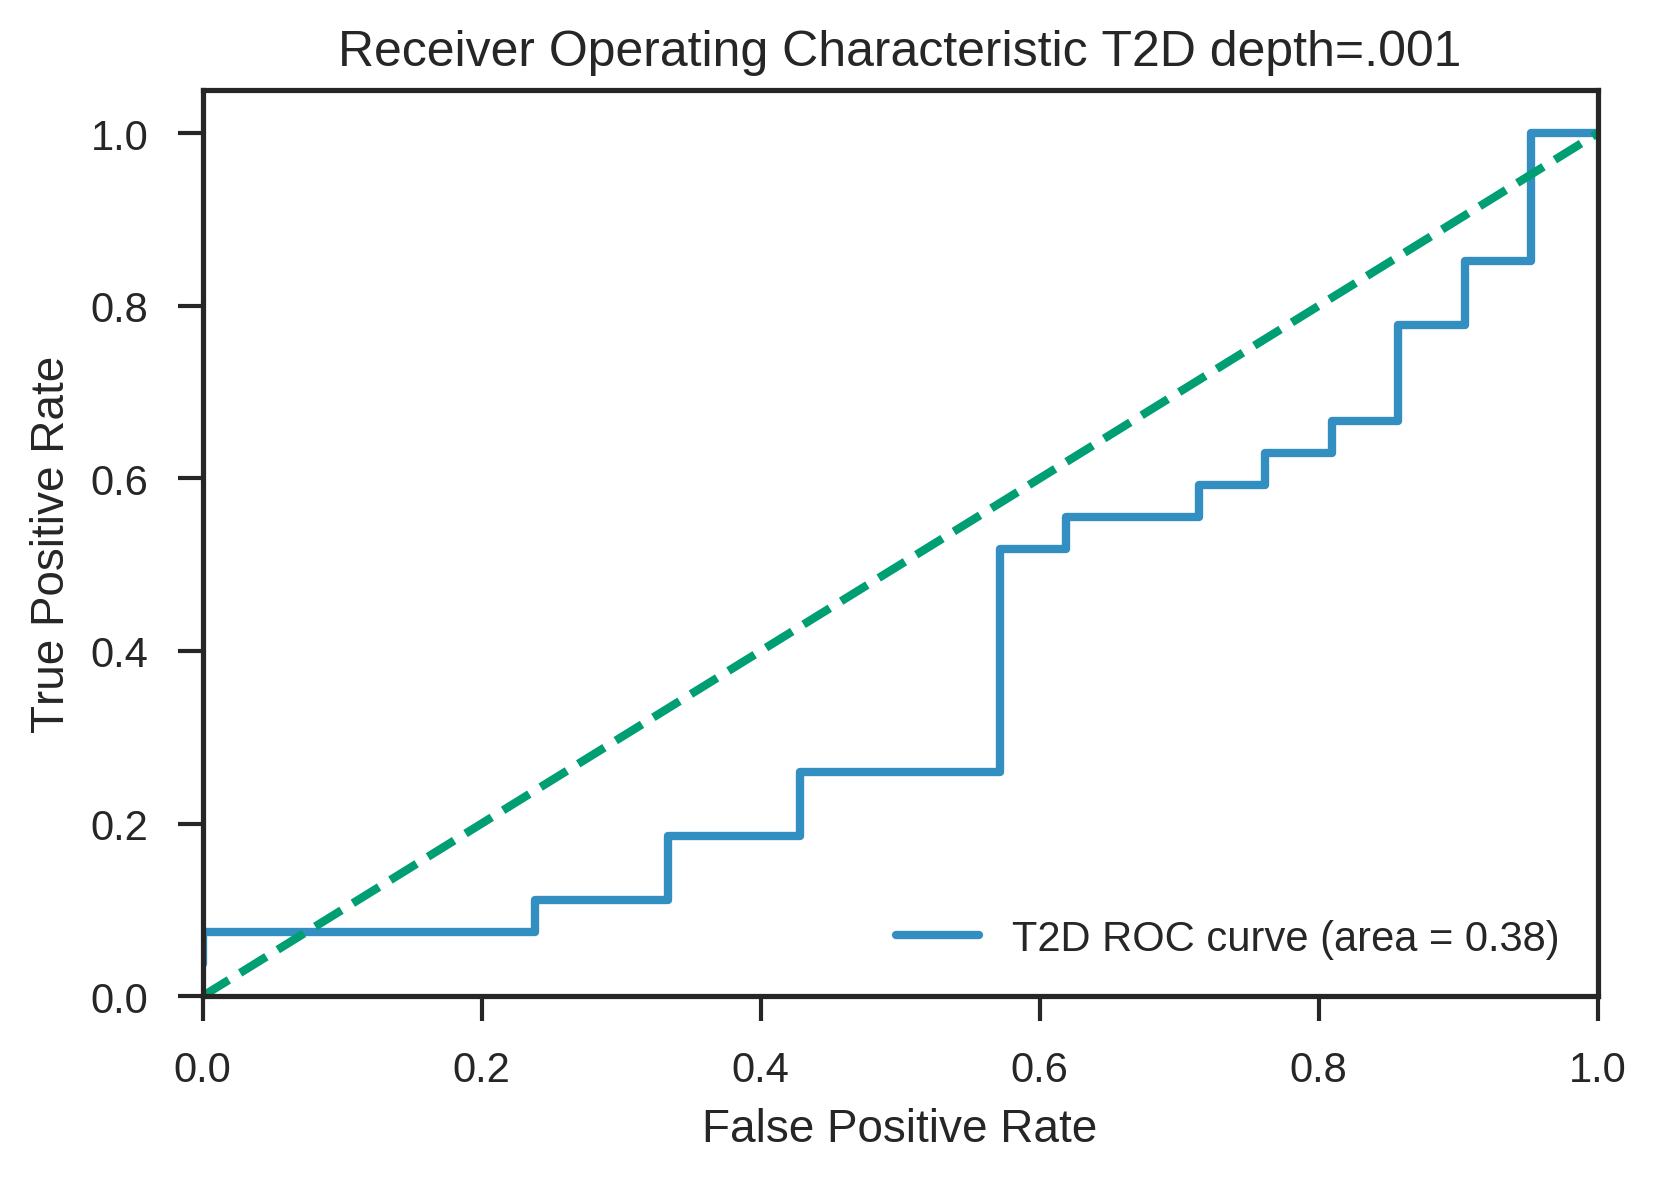 Receiver Operating Characteristic T2D depth=.001
1.0
0.8
0.6
0.4
0.2
0.0
True Positive Rate
T2D ROC curve (area = 0.38)
0.0 0.2 0.4 0.6 0.8 1.0
False Positive Rate